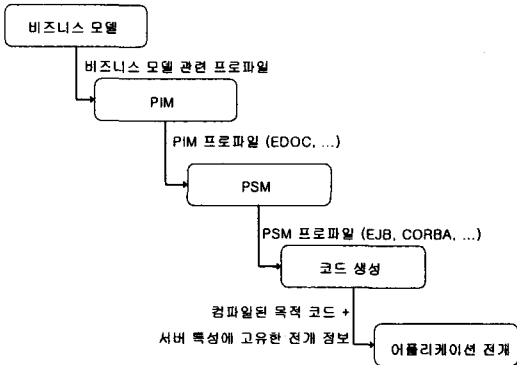 비즈니스 모델
비즈니스 모델 관련 프로파일
PIM
PIM 프로파일 (EDOC, ...)
PSM
PSM 프로파일 (EJB, CORBA, ...)
코드 생성
컴파일된 목적 코드 +
서버 특성에 고유한 전개 정보
어플리케이션 전개